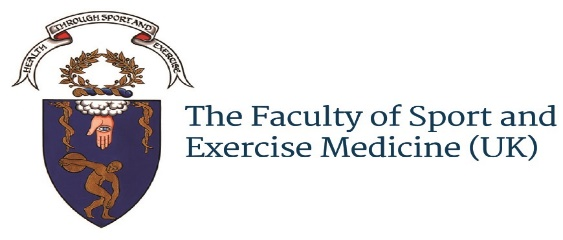 HEALTH THROUGH SPORT AND EXERCISE
The Faculty of Sport and
Exercise Medicine (UK)